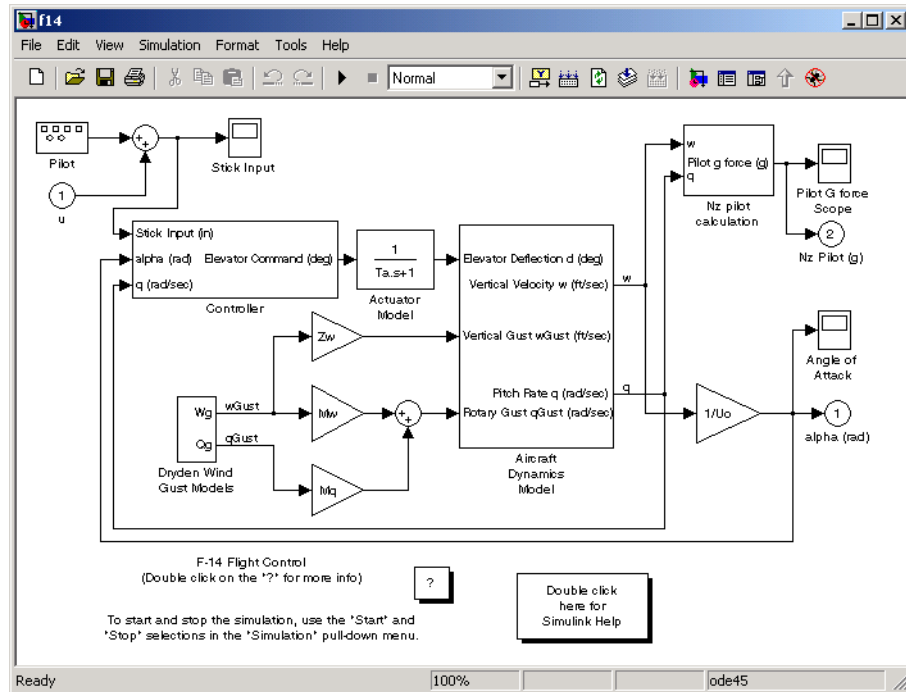 f14
File Edit View Simulation Format Tools Help
Normal
Pilot
Stick Input
1
u
w
Pilot g force (g)
q
Nz pilot
calculation
Pilot G force
Scope
2
Nz Pilot (g)
Stick Input (in)
alpha (rad)
Elevator Command (deg)
q (rad/sec)
Controller
1
Ta.s+1
Actuator
Model
Elevator Deflection d (deg)
Vertical Velocity w (ft/sec)
Vertical Gust wGust (ft/sec)
Pitch Rate q (rad/sec)
Rotary Gust qGust (rad/sec)
Aircraft
Dynamics
Model
w
q
Zw
Mw
Mq
Wg
wGust
Qg
qGust
Dryden Wind
Gust Models
1/Uo
Angle of
Attack
1
alpha (rad)
F-14 Flight Control
(Double click on the "?" for more info)
?
To start and stop the simulation, use the "Start" and
"Stop" selections in the "Simulation" pull-down menu.
Double click
here for
Simulink Help
Ready
100%
ode45